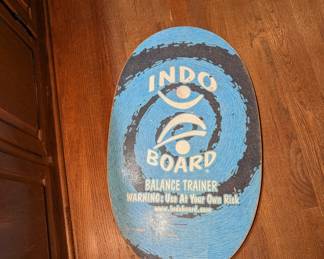 INDO
BOARD®
BALANCE TRAINER
WARNING: Use At Your Own Risk
www.indoboard.com